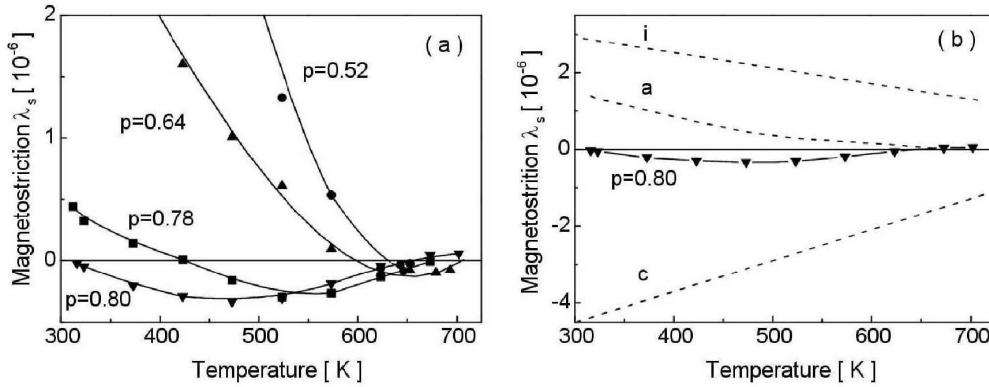 ( a )
Magnetostriction λs [ 10-6]
2
1
0
p=0.52
p=0.64
p=0.78
p=0.80
300 400 500 600 700
Temperature [ K ]
( b )
Magnetostrition λs [ 10-6]
2
0
-2
-4
i
a
p=0.80
c
300 400 500 600 700
Temperature [ K ]